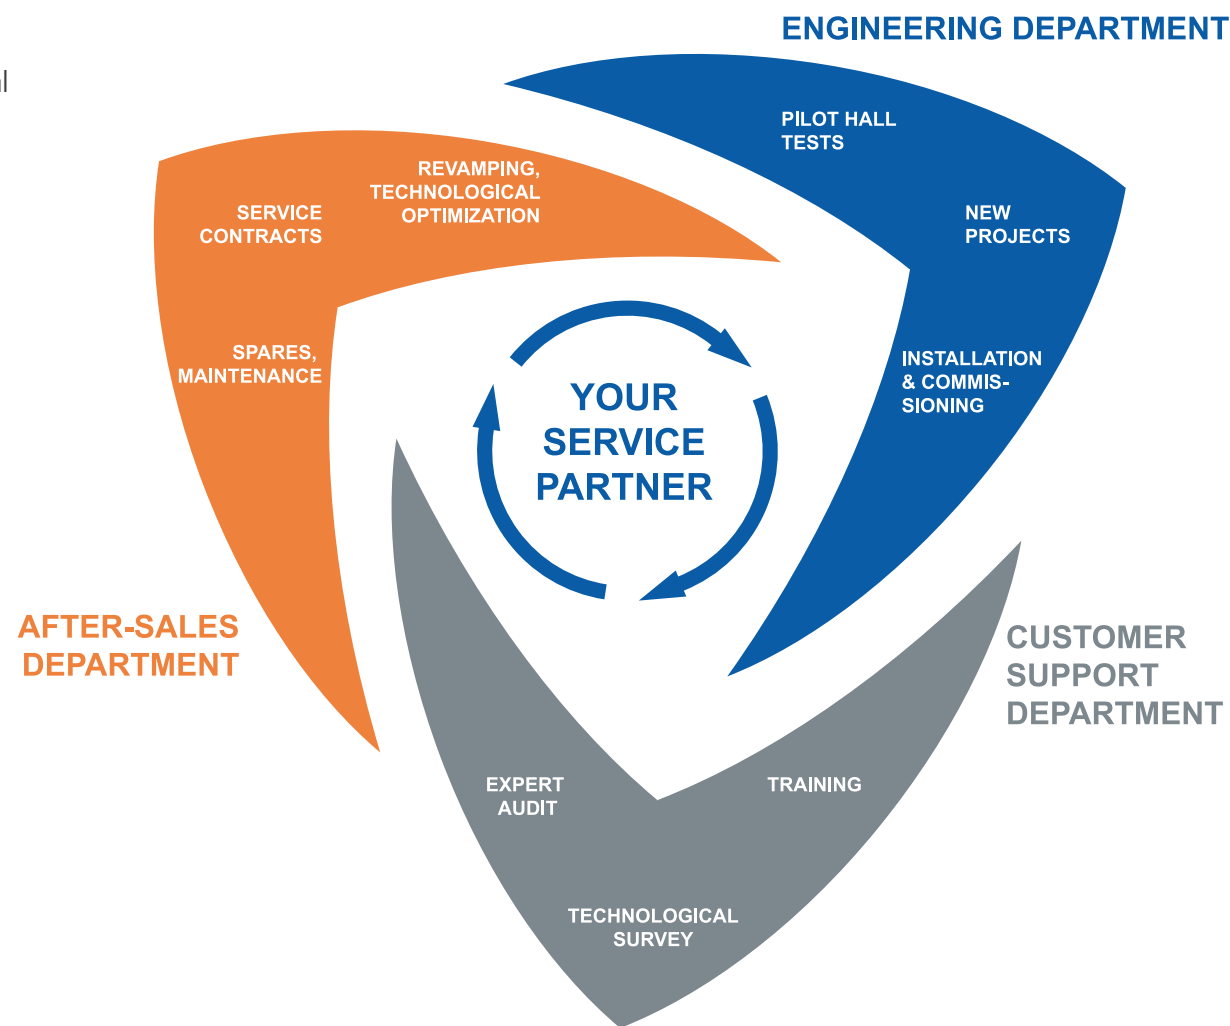 ENGINEERING DEPARTMENT
PILOT HALL
TESTS
NEW
PROJECTS
INSTALLATION
& COMMIS-
SIONING
REVAMPING,
TECHNOLOGICAL
OPTIMIZATION
SERVICE
CONTRACTS
SPARES,
MAINTENANCE
YOUR
SERVICE
PARTNER
AFTER-SALES
DEPARTMENT
CUSTOMER
SUPPORT
DEPARTMENT
EXPERT
AUDIT
TRAINING
TECHNOLOGICAL
SURVEY